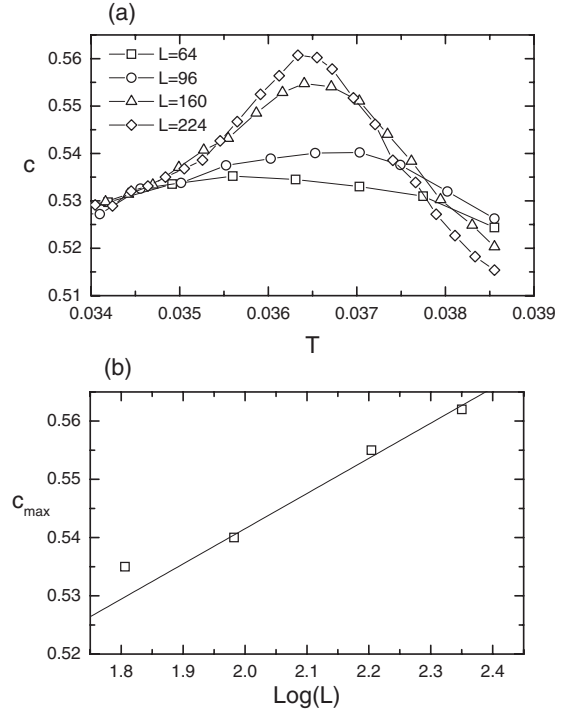 (a)
0.56
0.55
0.54
0.53
0.52
0.51
c
L=64
L=96
L=160
L=224
0.034 0.035 0.036 0.037 0.038 0.039
T
(b)
0.56
0.55
0.54
0.53
0.52
c_max
1.8 1.9 2.0 2.1 2.2 2.3 2.4
Log(L)